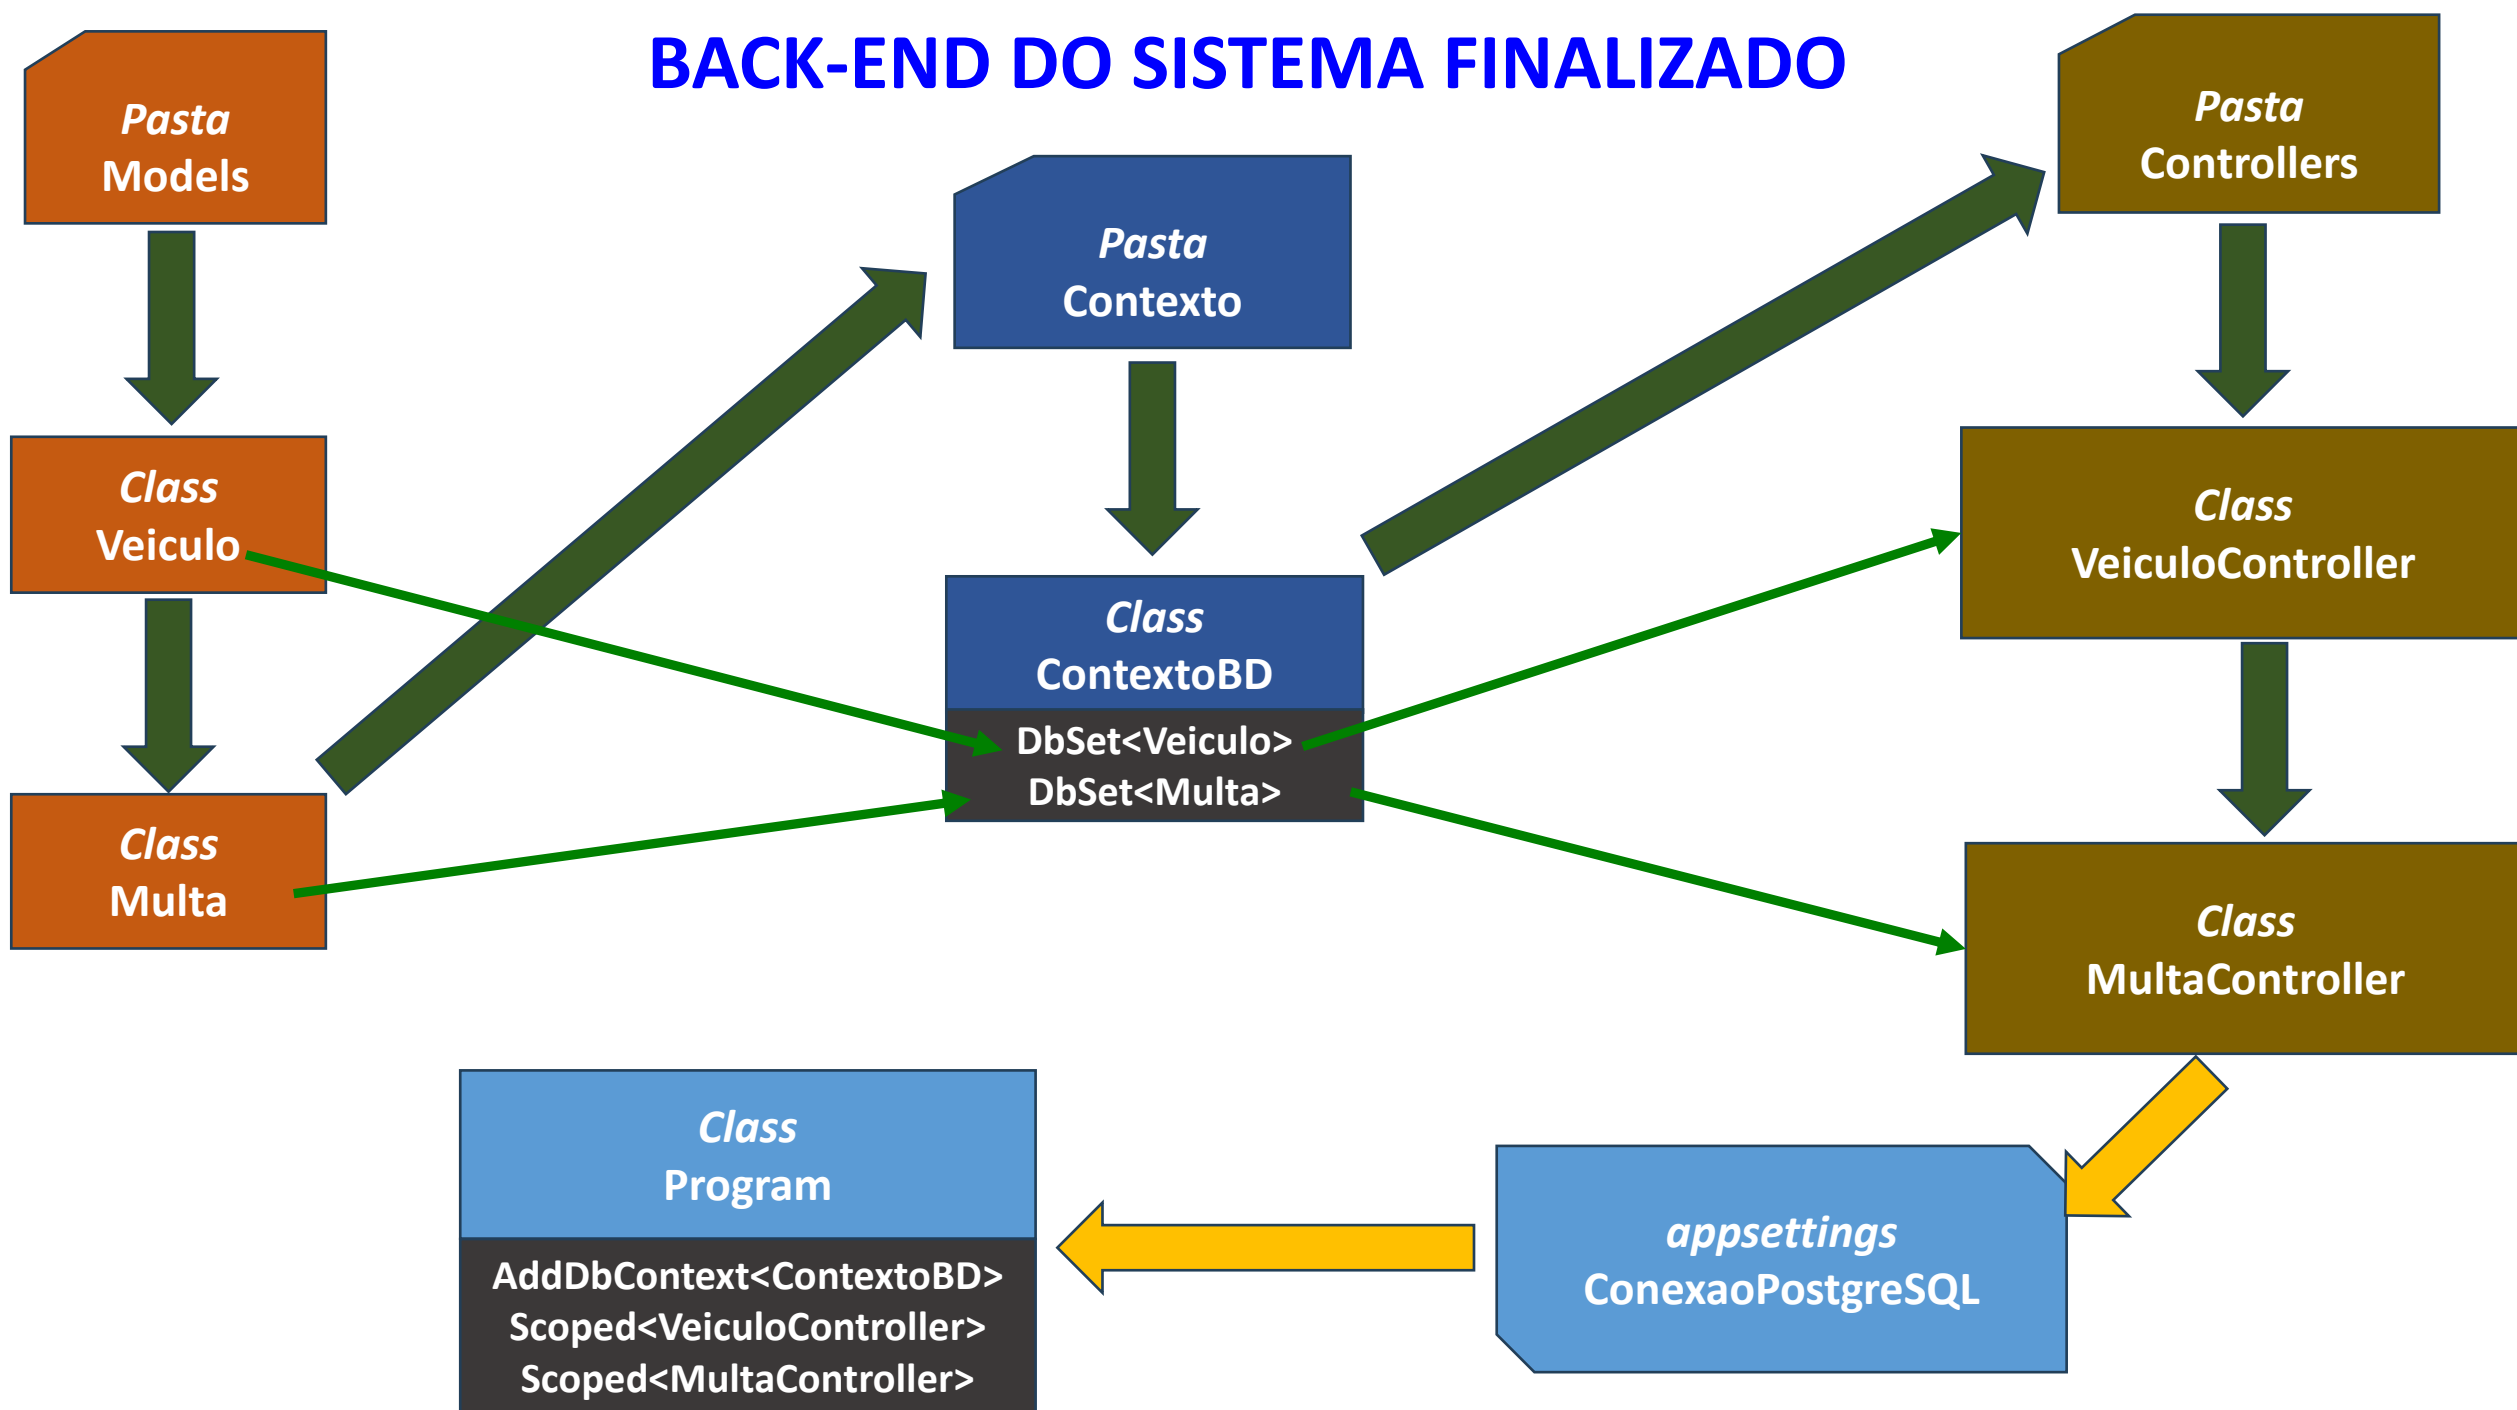 BACK-END DO SISTEMA FINALIZADO
Pasta
Models
Class
Veiculo
Class
Multa
Pasta
Contexto
Class
ContextoBD
DbSet<Veiculo>
DbSet<Multa>
Pasta
Controllers
Class
VeiculoController
Class
MultaController
appsettings
ConexaoPostgreSQL
Class
Program
AddDbContext<ContextoBD>
Scoped<VeiculoController>
Scoped<MultaController>